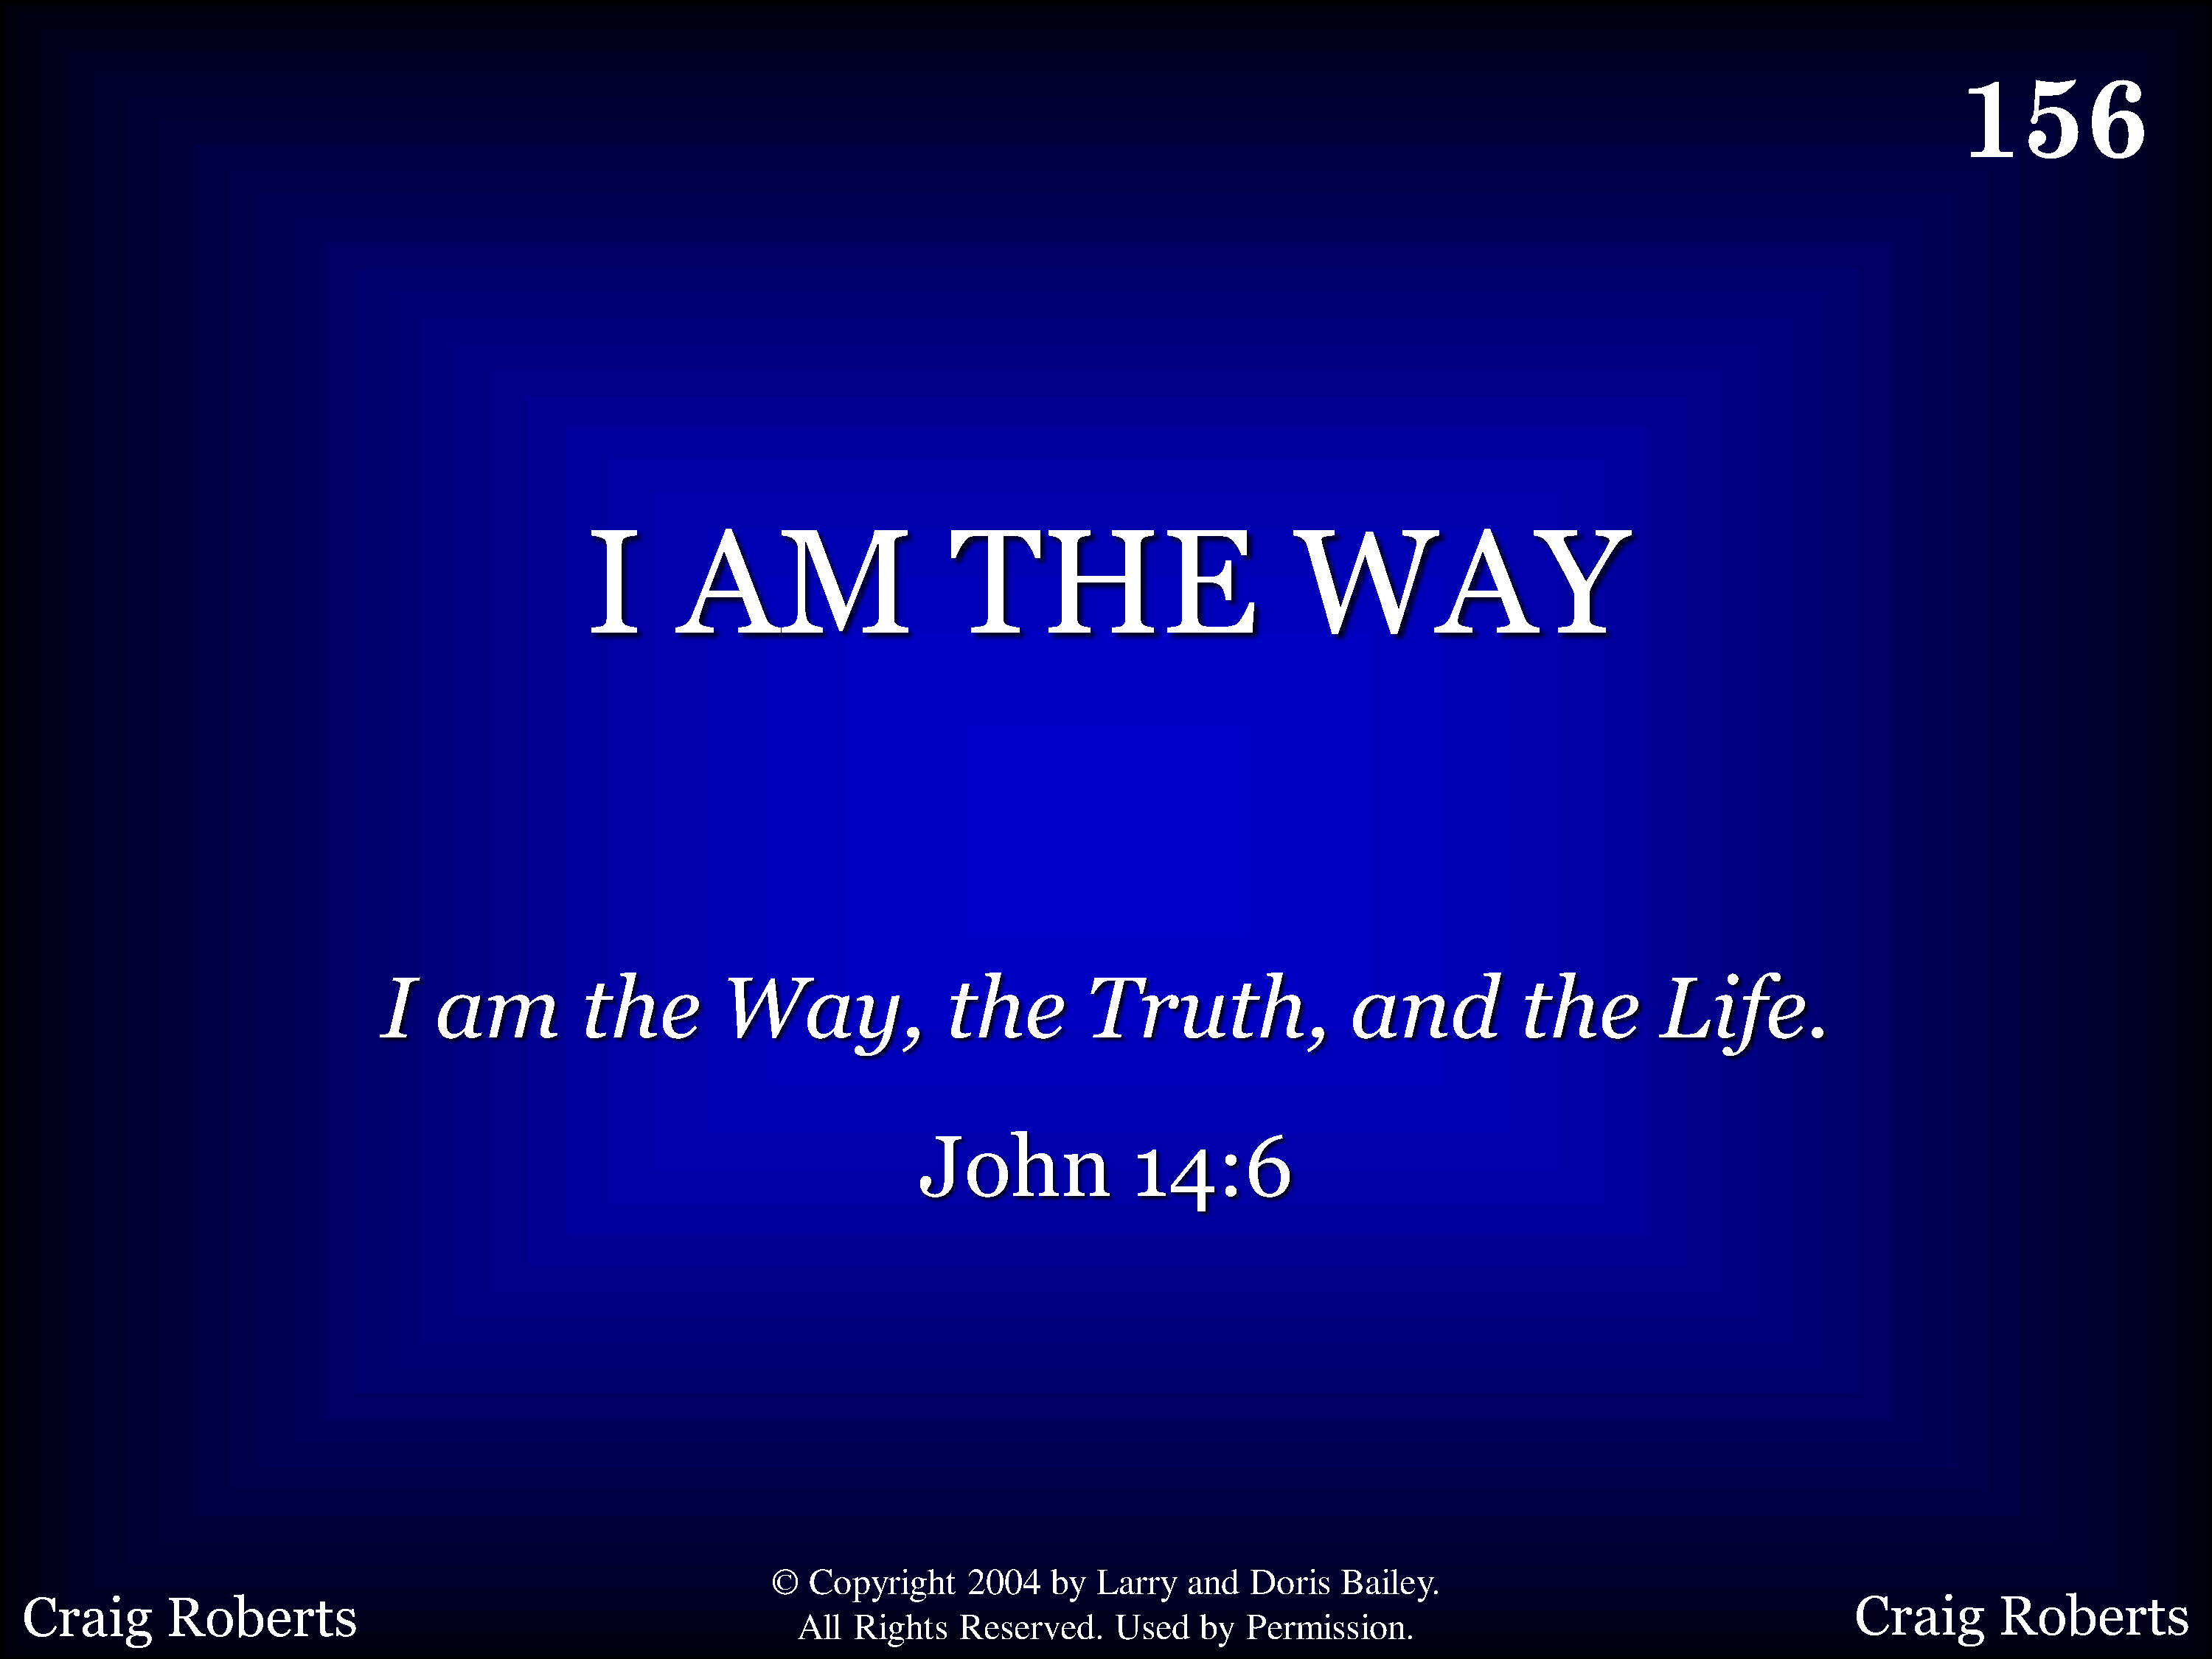 156
I AM THE WAY
I am the Way, the Truth, and the Life.
John 14:6
© Copyright 2004 by Larry and Doris Bailey.
All Rights Reserved. Used by Permission.
Craig Roberts
Craig Roberts